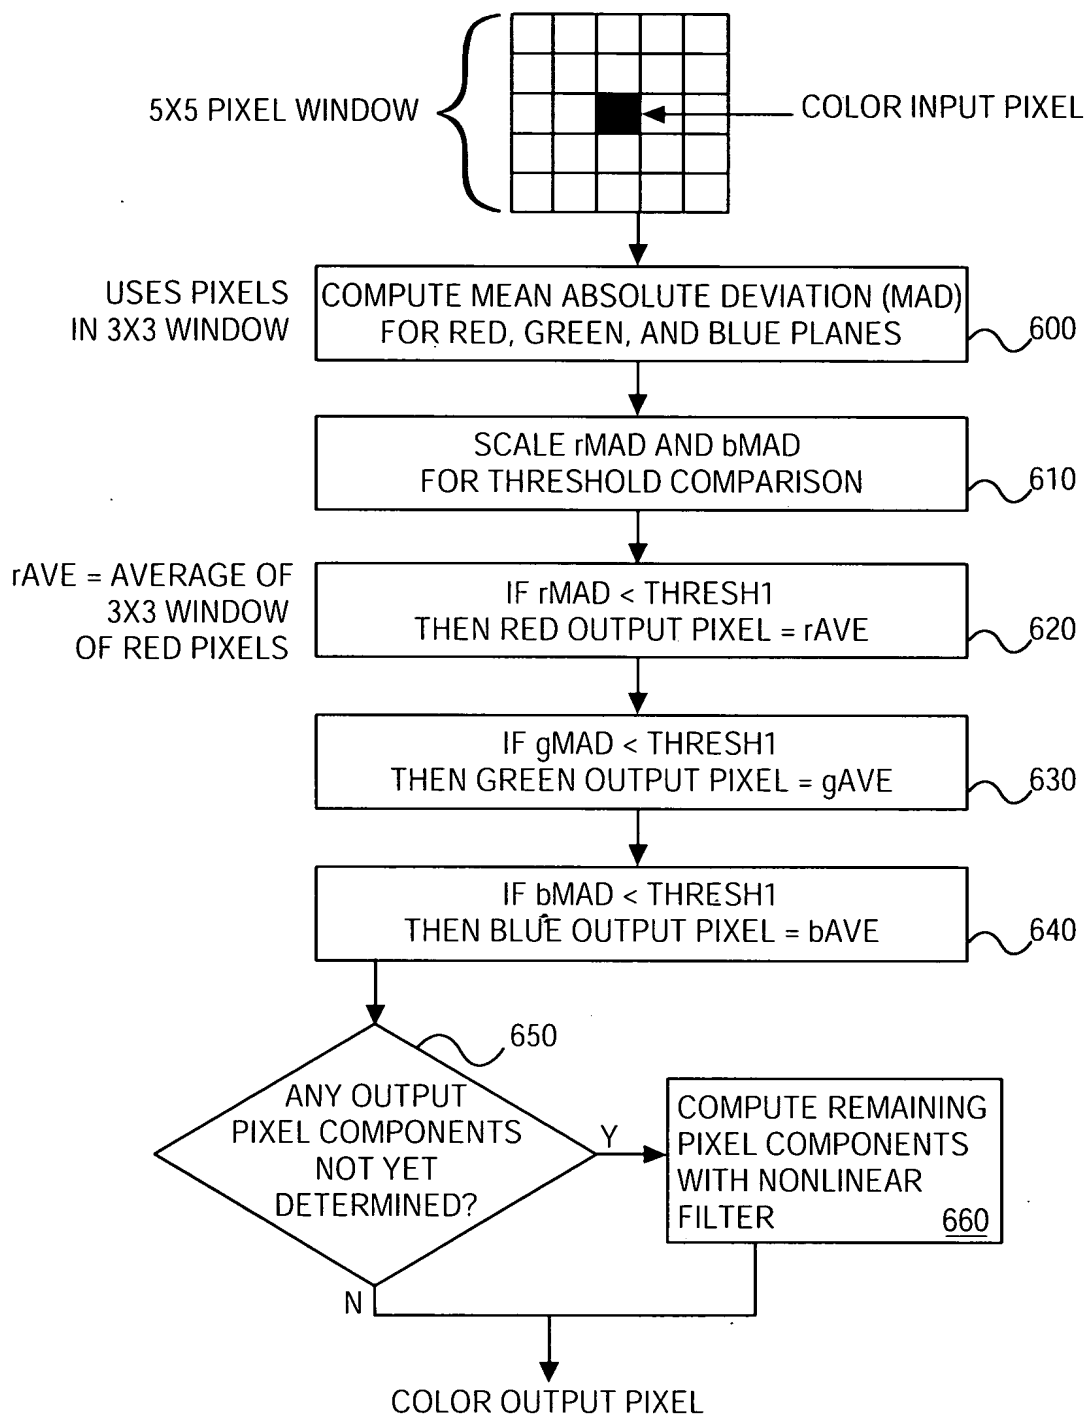 5X5 PIXEL WINDOW
COLOR INPUT PIXEL
USES PIXELS
IN 3X3 WINDOW
COMPUTE MEAN ABSOLUTE DEVIATION (MAD)
FOR RED, GREEN, AND BLUE PLANES
600
SCALE rMAD AND bMAD
FOR THRESHOLD COMPARISON
610
rAVE = AVERAGE OF
3X3 WINDOW
OF RED PIXELS
IF rMAD < THRESH1
THEN RED OUTPUT PIXEL = rAVE
620
IF gMAD < THRESH1
THEN GREEN OUTPUT PIXEL = gAVE
630
IF bMAD < THRESH1
THEN BLUE OUTPUT PIXEL = bAVE
640
650
ANY OUTPUT
PIXEL COMPONENTS
NOT YET
DETERMINED?
Y
COMPUTE REMAINING
PIXEL COMPONENTS
WITH NONLINEAR
FILTER
660
N
COLOR OUTPUT PIXEL